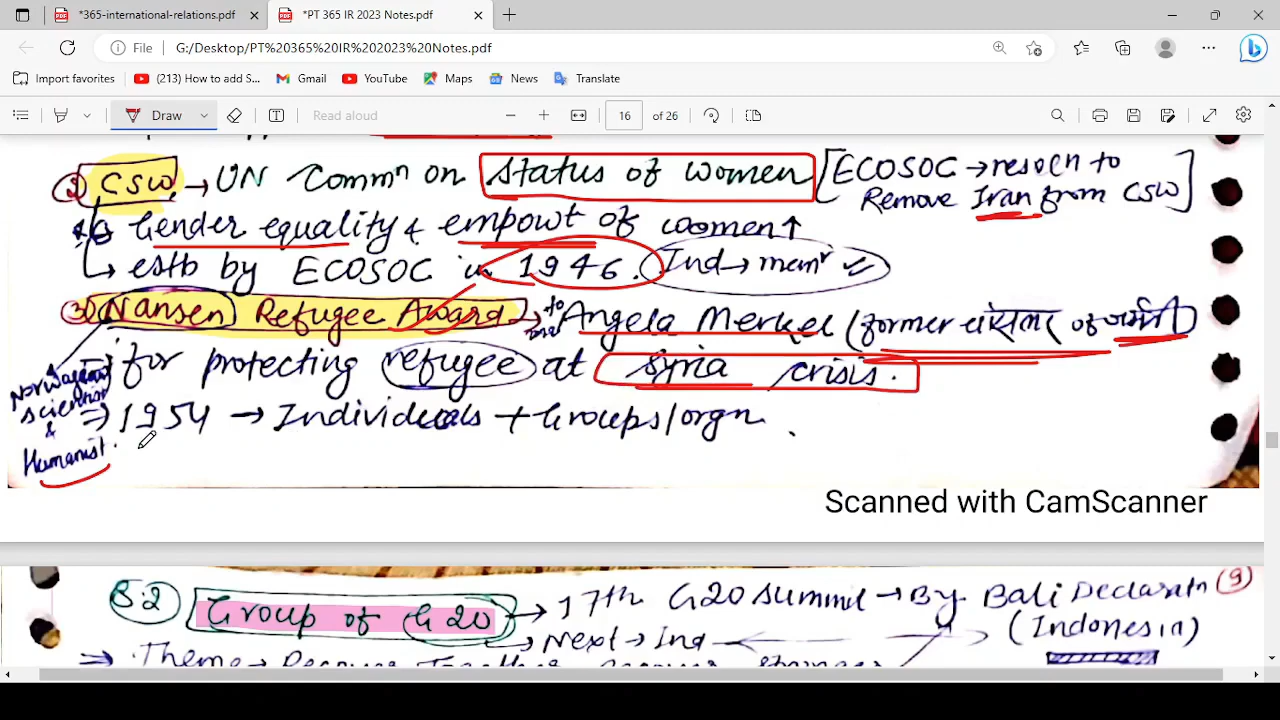 *365-international-relations.pdf
*PT 365 IR 2023 Notes.pdf
File G:/Desktop/PT%20365%20IR%202023%20Notes.pdf
Import favorites (213) How to add S... Gmail YouTube Maps News Translate
Draw Read aloud 16 of 26
② CSW → UN Commn on Status of women [ECOSOC → resoln to
Remove Iran from CSW]
Gender equality & empowt of women↑
↳ estb by ECOSOC in 1946. Ind → memr
③ Nansen Refugee Award → to Angela Merkel (former चांसलर of जर्मनी)
for protecting refugee at Syria crisis.
Norwagian
scientist
&
Humanist.
⇒ 1954 → Individuals + Groups/orgn.
Scanned with CamScanner
B.2 Group of G20 → 17th G20 Summit → By Bali Declaratn ⑨
Next → Ind (Indonesia)
⇒ Theme →